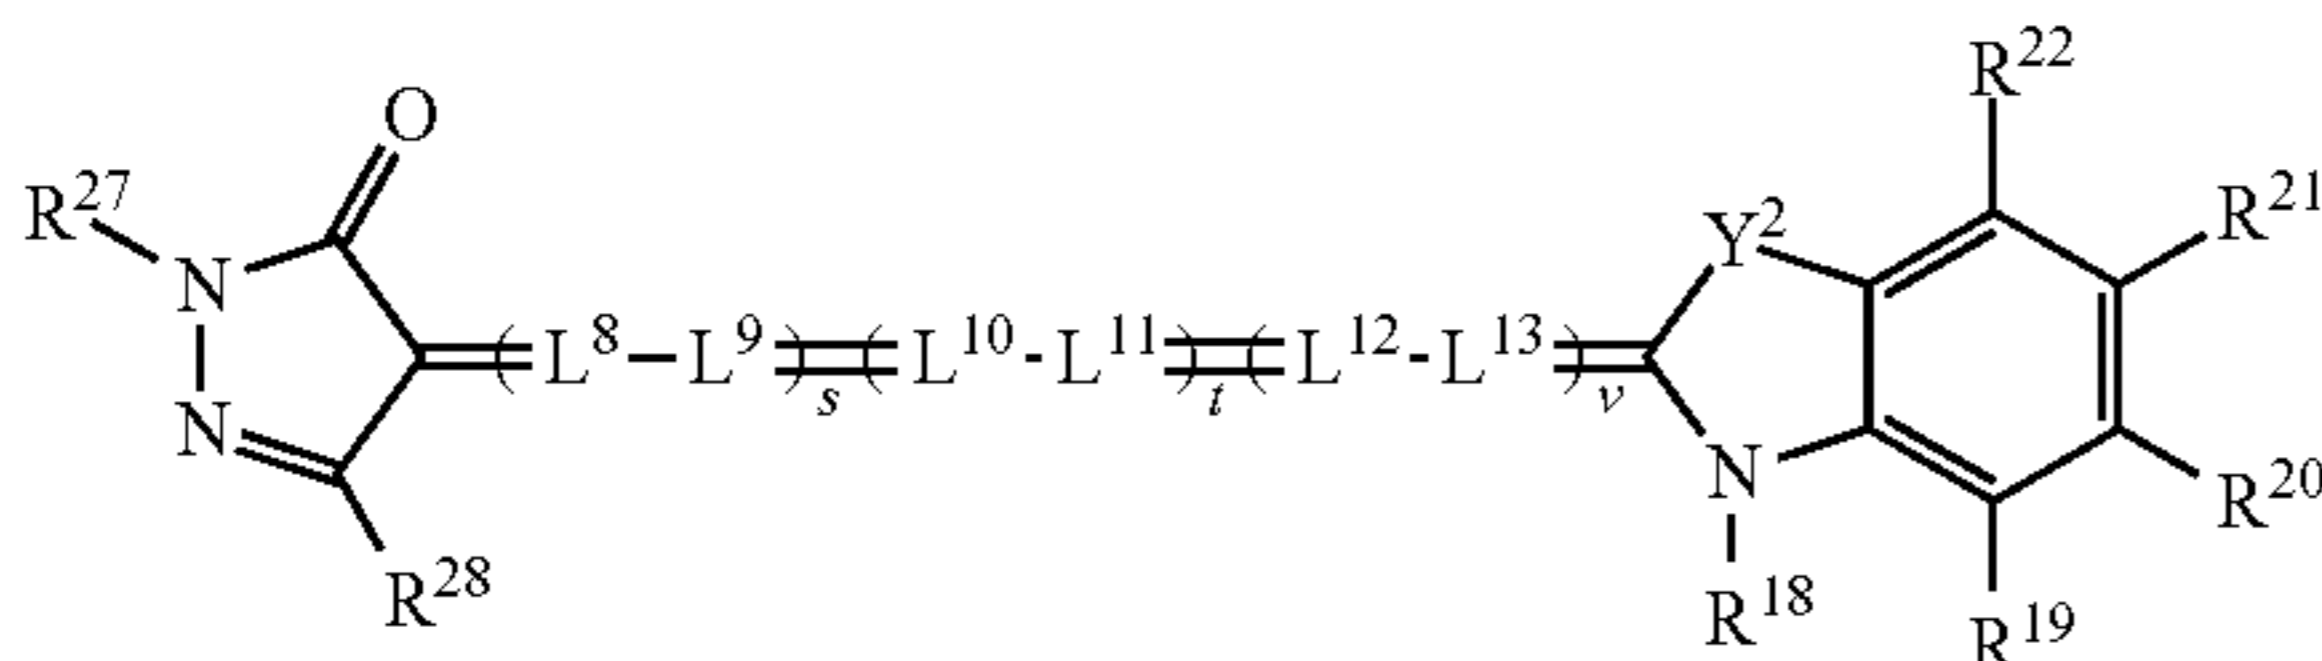 R²²
O
R²⁷
Y²
R²¹
N
(L⁸—L⁹)s(L¹⁰-L¹¹)t(L¹²-L¹³)v
N
N
R²⁰
R²⁸
R¹⁸
R¹⁹